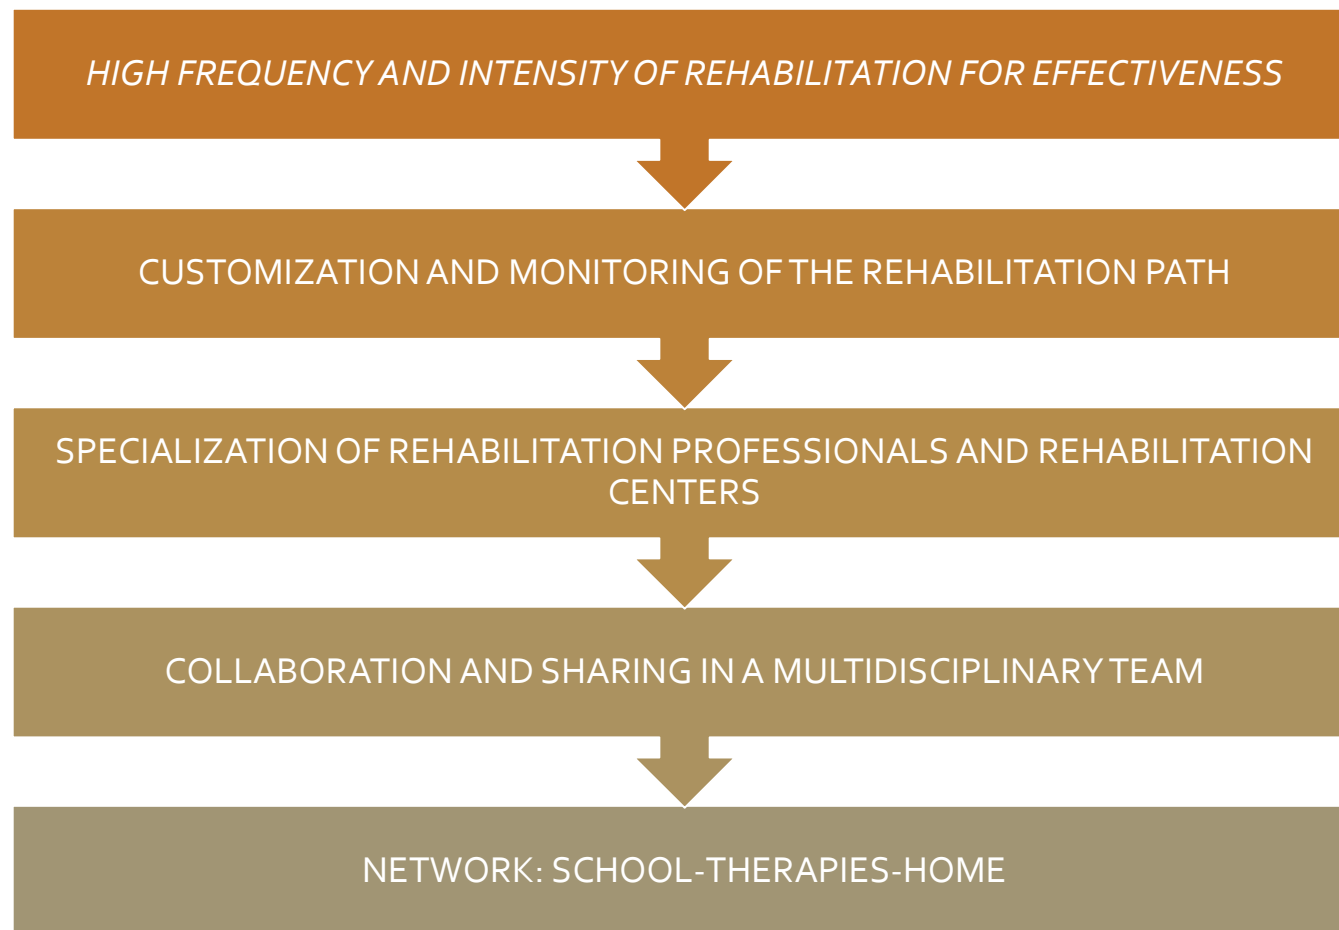 HIGH FREQUENCY AND INTENSITY OF REHABILITATION FOR EFFECTIVENESS
CUSTOMIZATION AND MONITORING OF THE REHABILITATION PATH
SPECIALIZATION OF REHABILITATION PROFESSIONALS AND REHABILITATION
CENTERS
COLLABORATION AND SHARING IN A MULTIDISCIPLINARY TEAM
NETWORK: SCHOOL-THERAPIES-HOME